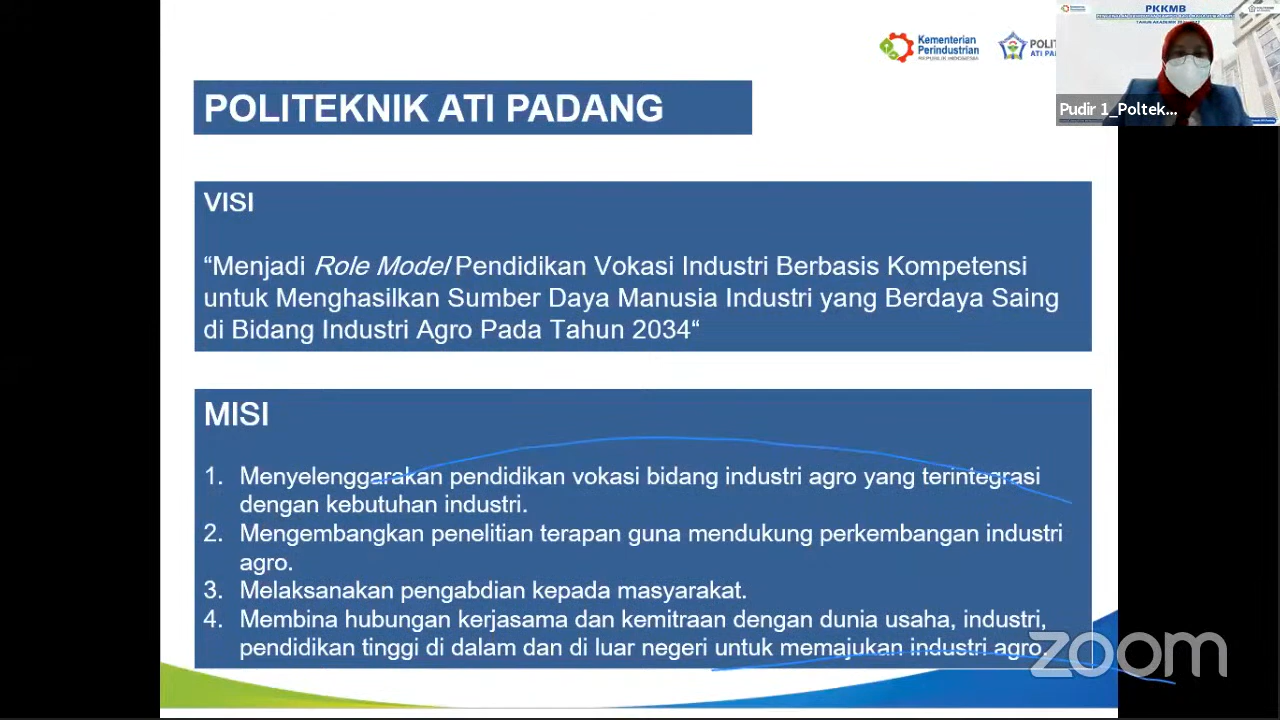 Kementerian
Perindustrian
REPUBLIK INDONESIA
PKKMB
Pudir 1_Poltek...
POLITEKNIK ATI PADANG
VISI
“Menjadi Role Model Pendidikan Vokasi Industri Berbasis Kompetensi
untuk Menghasilkan Sumber Daya Manusia Industri yang Berdaya Saing
di Bidang Industri Agro Pada Tahun 2034“
MISI
1. Menyelenggarakan pendidikan vokasi bidang industri agro yang terintegrasi
dengan kebutuhan industri.
2. Mengembangkan penelitian terapan guna mendukung perkembangan industri
agro.
3. Melaksanakan pengabdian kepada masyarakat.
4. Membina hubungan kerjasama dan kemitraan dengan dunia usaha, industri,
pendidikan tinggi di dalam dan di luar negeri untuk memajukan industri agro.
zoom